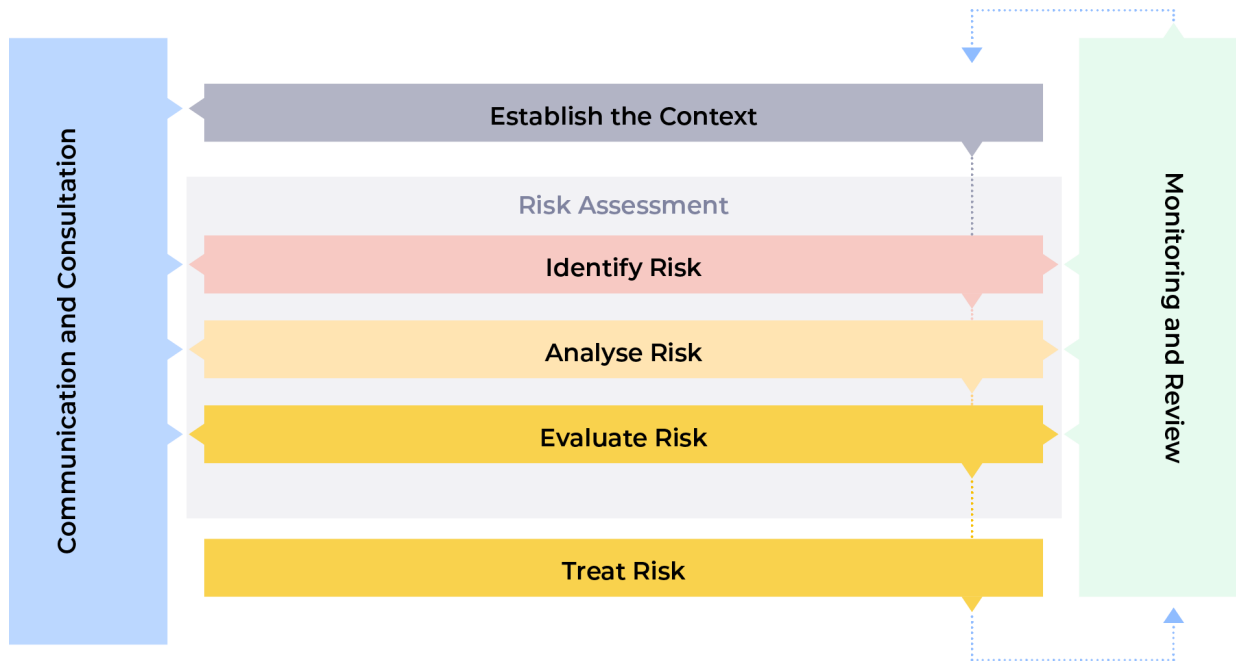 Communication and Consultation
Establish the Context
Risk Assessment
Identify Risk
Analyse Risk
Evaluate Risk
Treat Risk
Monitoring and Review